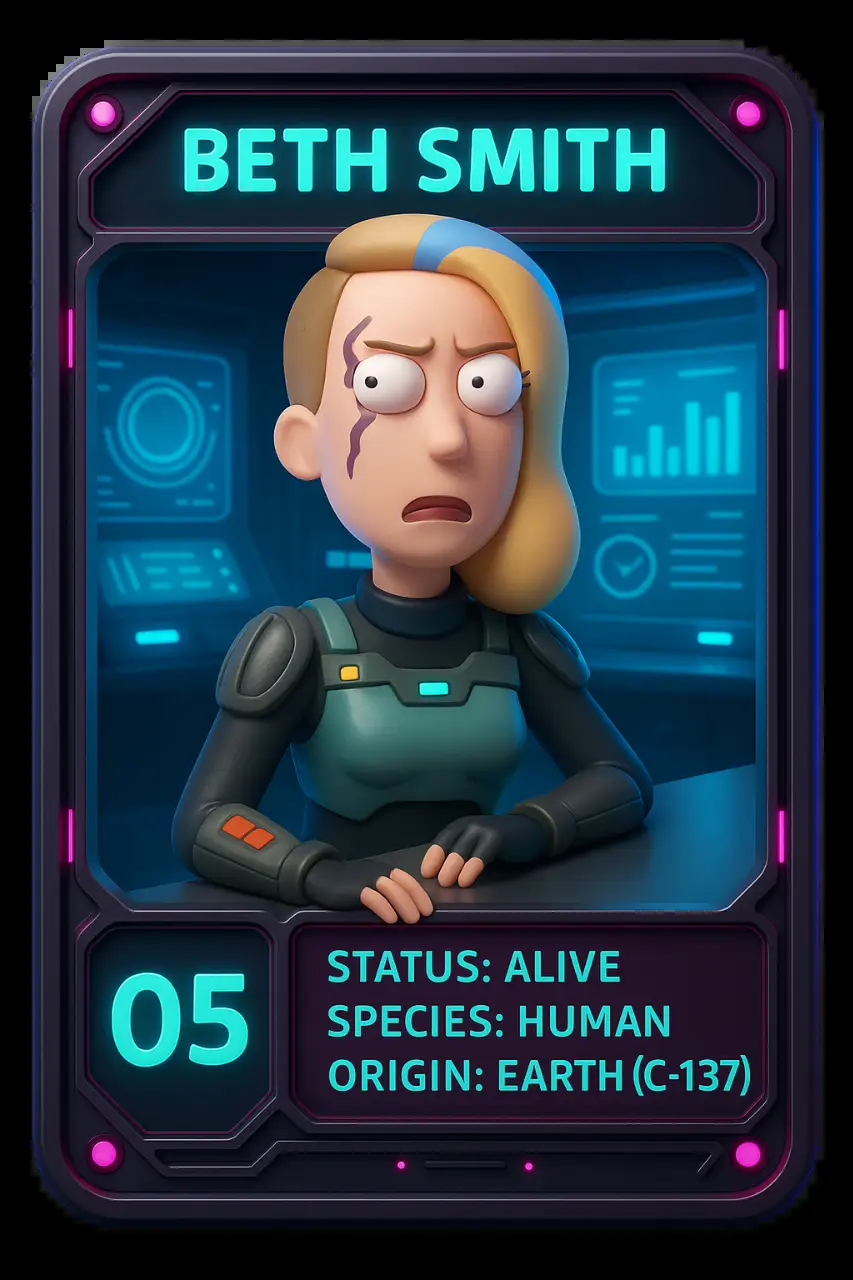 BETH SMITH
05
STATUS: ALIVE
SPECIES: HUMAN
ORIGIN: EARTH (C-137)